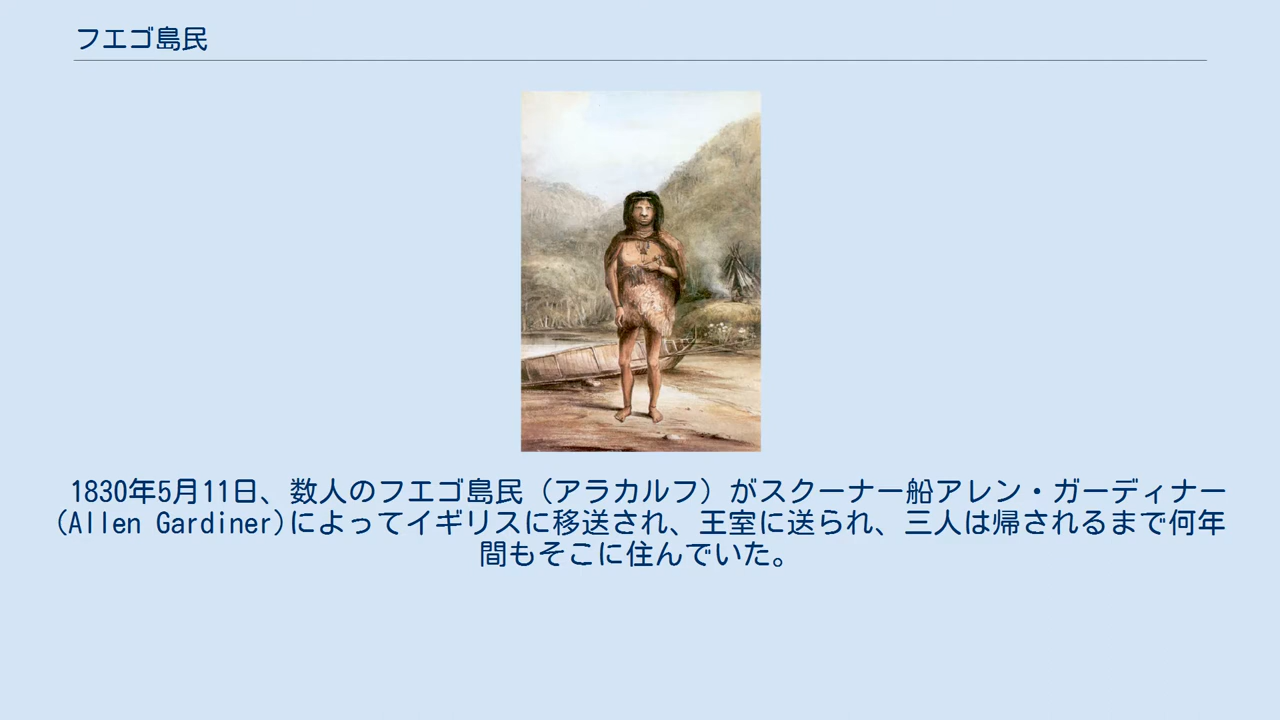 フエゴ島民
1830年5月11日、数人のフエゴ島民（アラカルフ）がスクーナー船アレン・ガーディナー
(Allen Gardiner)によってイギリスに移送され、王室に送られ、三人は帰されるまで何年
間もそこに住んでいた。